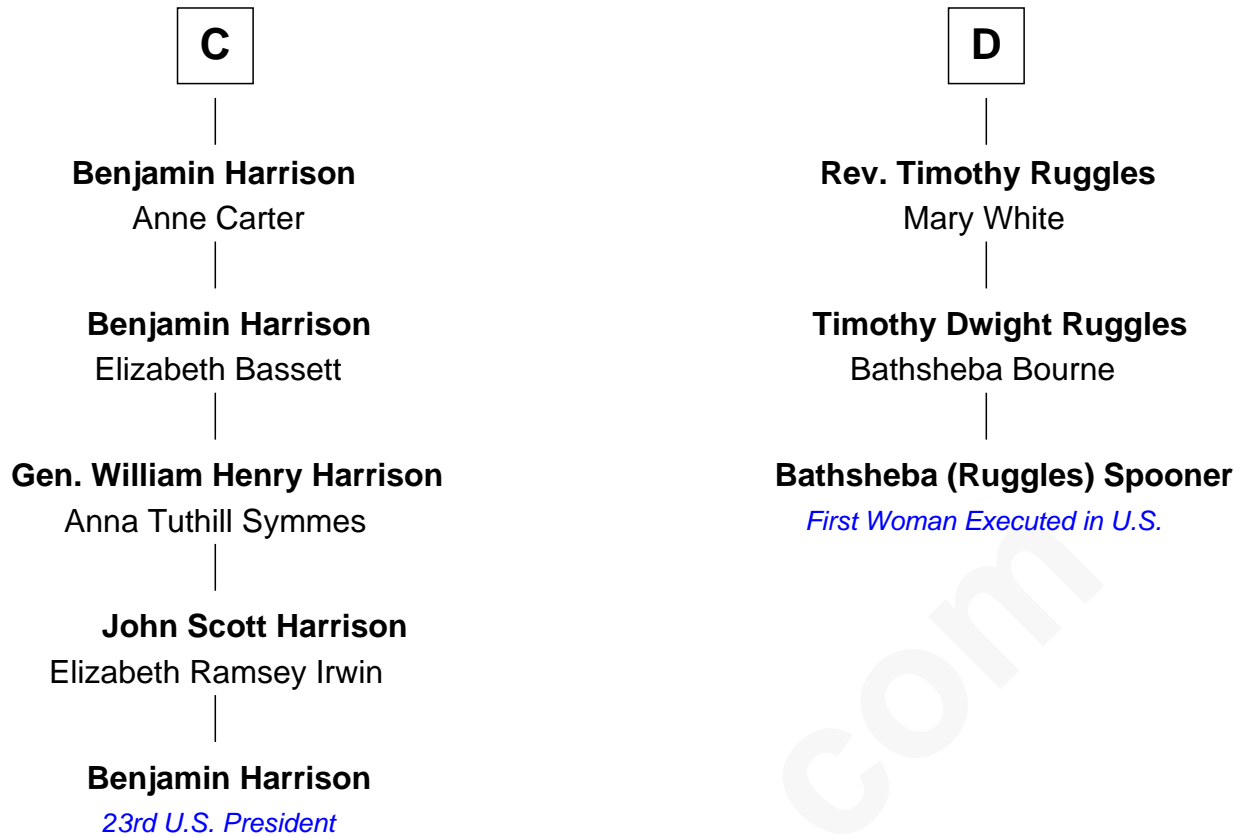 C
Benjamin Harrison
Anne Carter
Benjamin Harrison
Elizabeth Bassett
Gen. William Henry Harrison
Anna Tuthill Symmes
John Scott Harrison
Elizabeth Ramsey Irwin
Benjamin Harrison
23rd U.S. President
D
Rev. Timothy Ruggles
Mary White
Timothy Dwight Ruggles
Bathsheba Bourne
Bathsheba (Ruggles) Spooner
First Woman Executed in U.S.
com